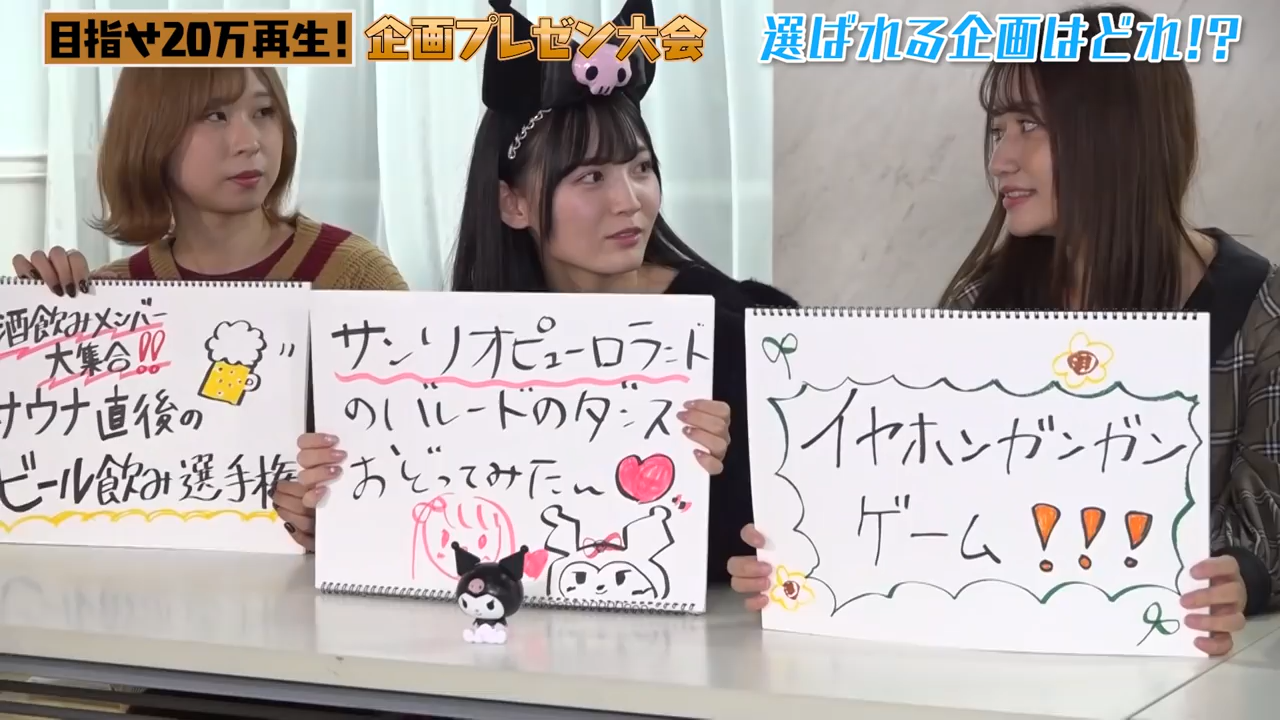 目指せ20万再生!
企画プレゼン大会
選ばれる企画はどれ!?
酒飲みメンバー
大集合!!
サウナ直後の
ビール飲み選手権
サンリオピューロランド
のパレードのダンス
おどってみたい
イヤホンガンガン
ゲーム!!!